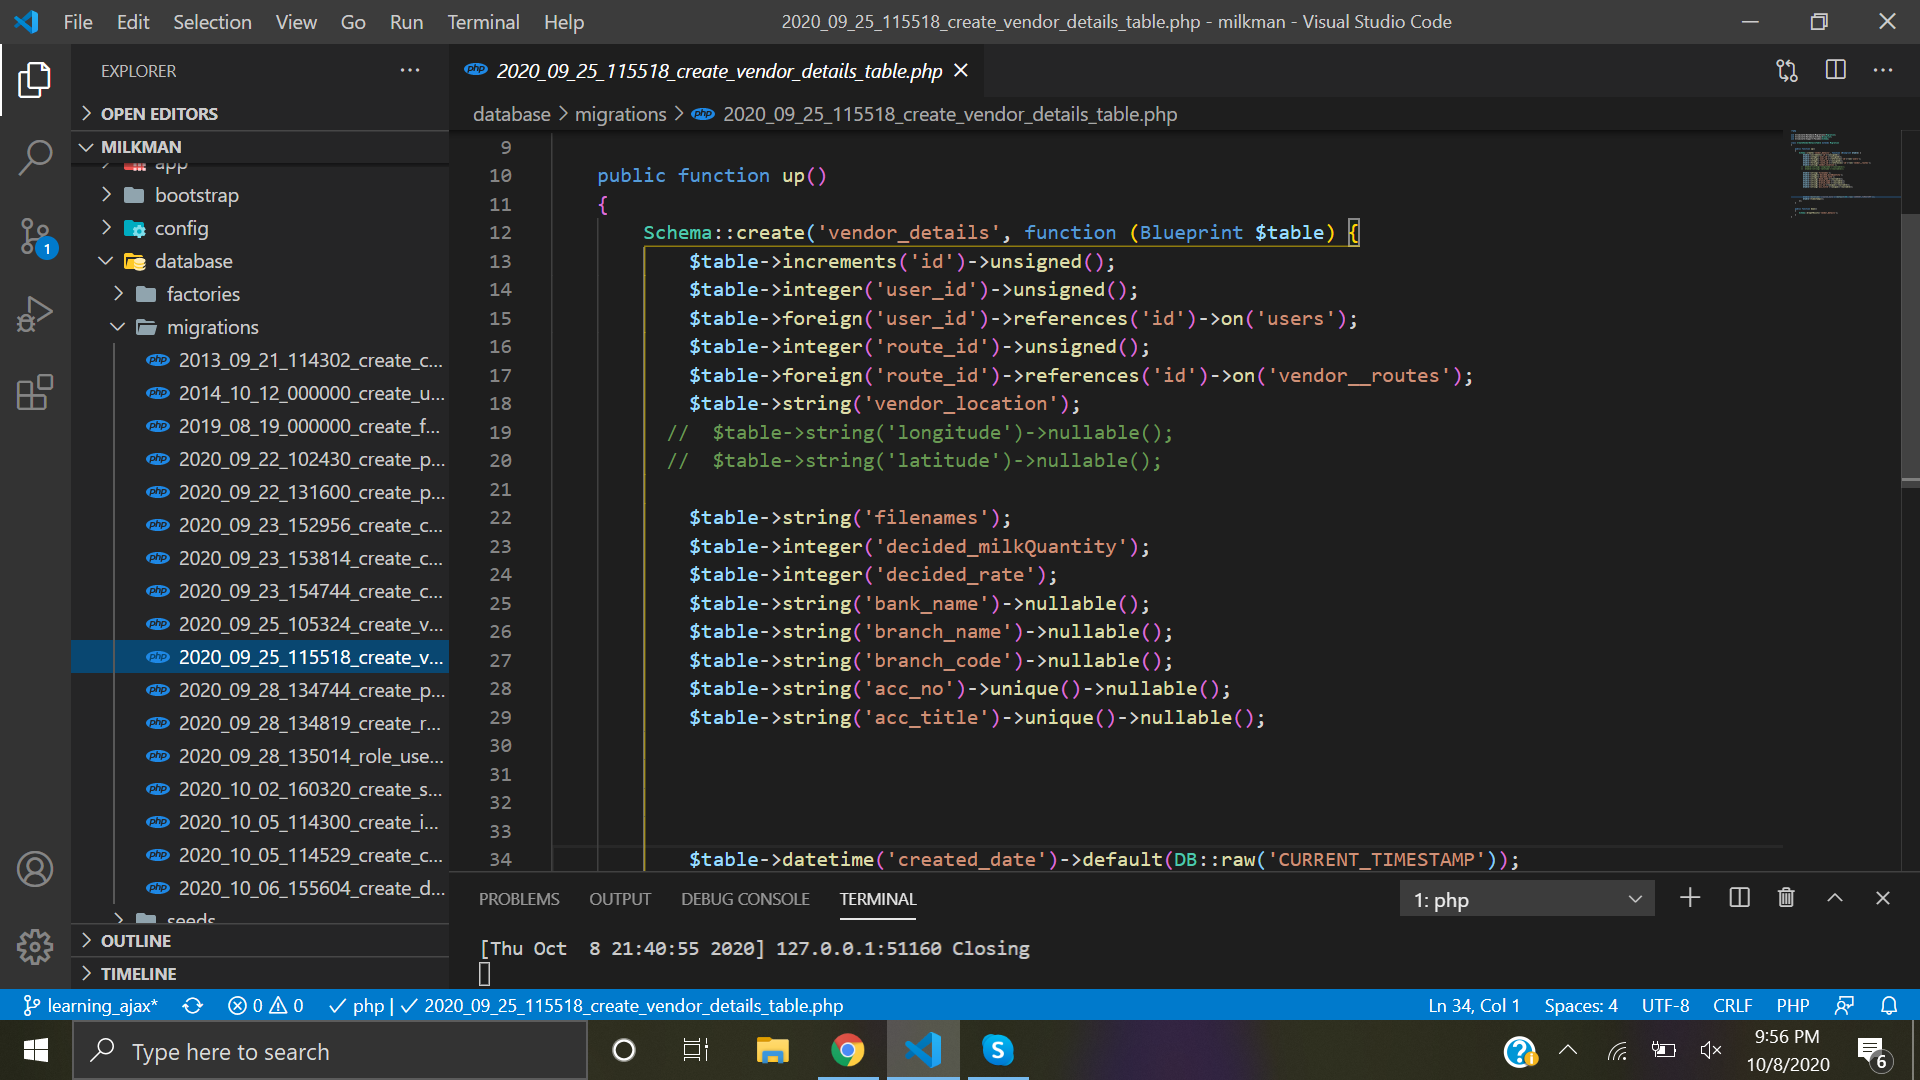 File Edit Selection View Go Run Terminal Help
2020_09_25_115518_create_vendor_details_table.php - milkman - Visual Studio Code
EXPLORER
OPEN EDITORS
MILKMAN
app
bootstrap
config
database
factories
migrations
2013_09_21_114302_create_c...
2014_10_12_000000_create_u...
2019_08_19_000000_create_f...
2020_09_22_102430_create_p...
2020_09_22_131600_create_p...
2020_09_23_152956_create_c...
2020_09_23_153814_create_c...
2020_09_23_154744_create_c...
2020_09_25_105324_create_v...
2020_09_25_115518_create_v...
2020_09_28_134744_create_p...
2020_09_28_134819_create_r...
2020_09_28_135014_role_use...
2020_10_02_160320_create_s...
2020_10_05_114300_create_i...
2020_10_05_114529_create_c...
2020_10_06_155604_create_d...
seeds
OUTLINE
TIMELINE
1
php 2020_09_25_115518_create_vendor_details_table.php
database > migrations > php 2020_09_25_115518_create_vendor_details_table.php
9
10 public function up()
11 {
12 Schema::create('vendor_details', function (Blueprint $table) {
13 $table->increments('id')->unsigned();
14 $table->integer('user_id')->unsigned();
15 $table->foreign('user_id')->references('id')->on('users');
16 $table->integer('route_id')->unsigned();
17 $table->foreign('route_id')->references('id')->on('vendor__routes');
18 $table->string('vendor_location');
19 // $table->string('longitude')->nullable();
20 // $table->string('latitude')->nullable();
21
22 $table->string('filenames');
23 $table->integer('decided_milkQuantity');
24 $table->integer('decided_rate');
25 $table->string('bank_name')->nullable();
26 $table->string('branch_name')->nullable();
27 $table->string('branch_code')->nullable();
28 $table->string('acc_no')->unique()->nullable();
29 $table->string('acc_title')->unique()->nullable();
30
31
32
33
34 $table->datetime('created_date')->default(DB::raw('CURRENT_TIMESTAMP'));
PROBLEMS OUTPUT DEBUG CONSOLE TERMINAL 1: php
[Thu Oct  8 21:40:55 2020] 127.0.0.1:51160 Closing
learning_ajax* 0 0 php | 2020_09_25_115518_create_vendor_details_table.php Ln 34, Col 1 Spaces: 4 UTF-8 CRLF PHP
Type here to search
9:56 PM
10/8/2020
6